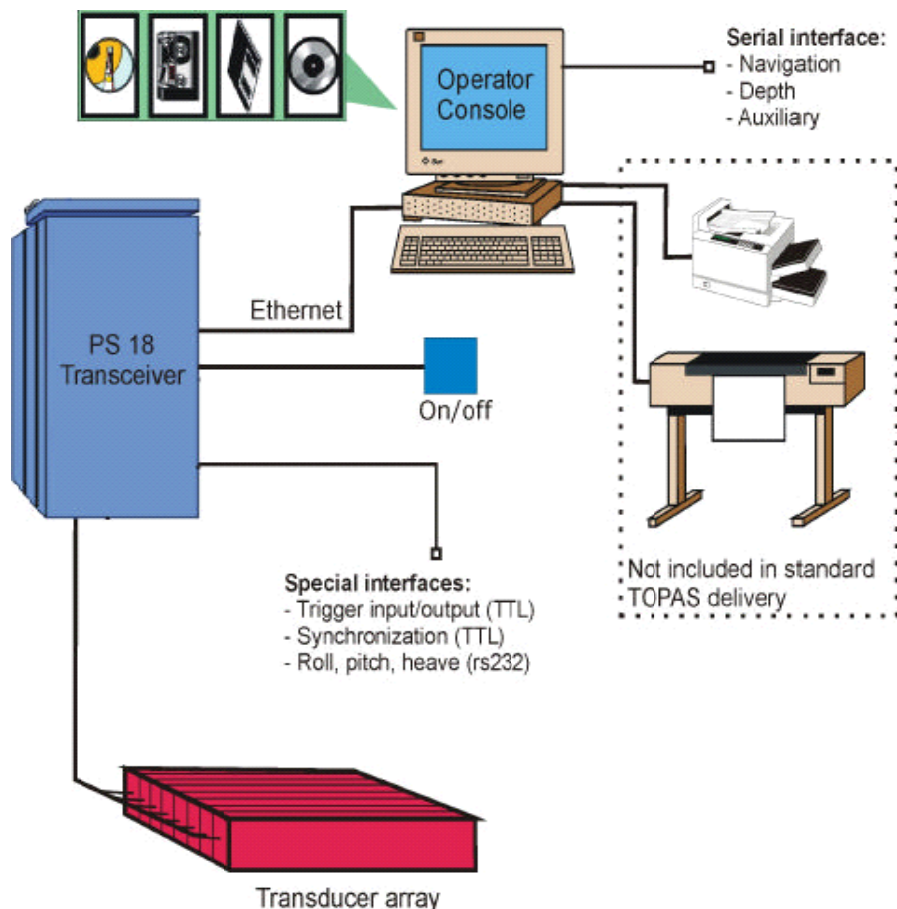 Operator
Console
Serial interface:
- Navigation
- Depth
- Auxiliary
Sun
Ethernet
PS 18
Transceiver
On/off
Not included in standard
TOPAS delivery
Special interfaces:
- Trigger input/output (TTL)
- Synchronization (TTL)
- Roll, pitch, heave (rs232)
Transducer array